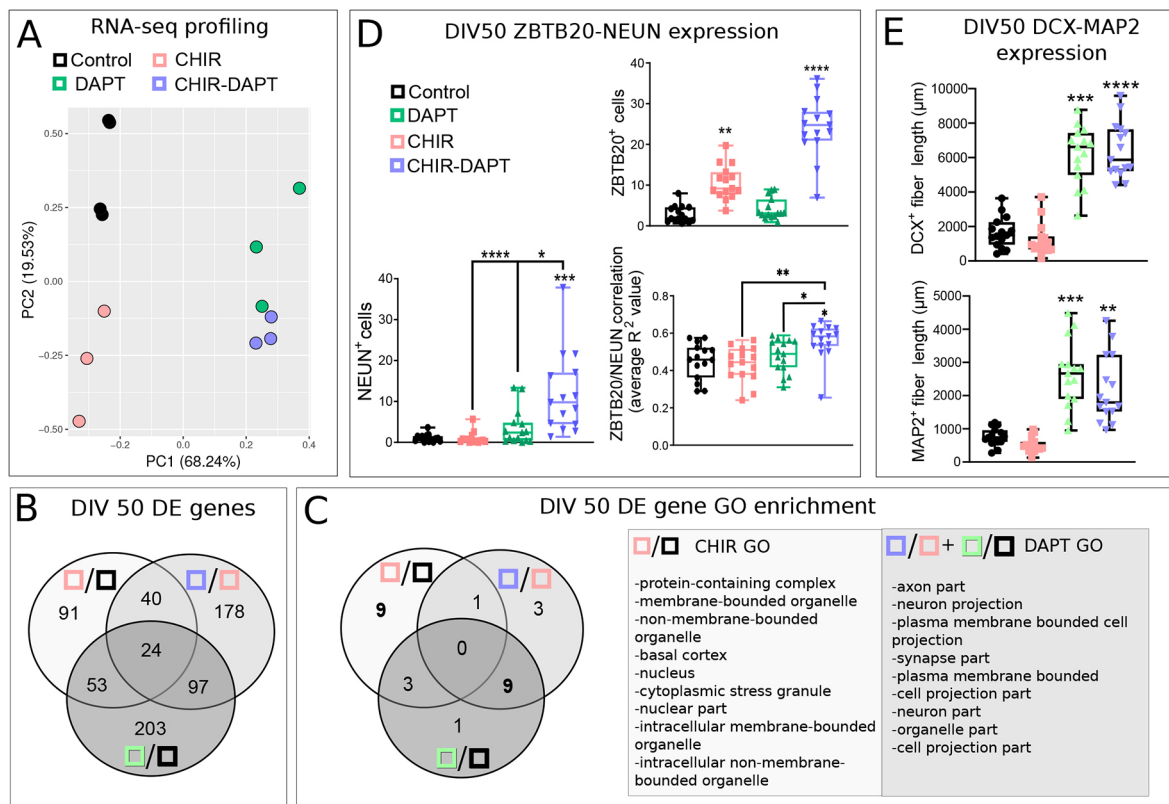 A
RNA-seq profiling
Control
CHIR
DAPT
CHIR-DAPT
PC2 (19.53%)
0.50
0.25
0.00
−0.25
−0.50
−0.2
0.0
0.2
0.4
PC1 (68.24%)
D
DIV50 ZBTB20-NEUN expression
Control
DAPT
CHIR
CHIR-DAPT
ZBTB20+ cells
40
30
20
10
0
**
****
NEUN+cells
40
30
20
10
0
****
*
***
ZBTB20/NEUN correlation
(average R2 value)
0.8
0.6
0.4
0.2
0.0
**
*
*
E
DIV50 DCX-MAP2
expression
DCX+ fiber length (µm)
10000
8000
6000
4000
2000
0
***
****
MAP2+ fiber length (µm)
5000
4000
3000
2000
1000
0
***
**
B
DIV 50 DE genes
/
/
91
40
178
24
53
97
203
/
C
DIV 50 DE gene GO enrichment
/
/
9
1
3
0
3
9
1
/
/ CHIR GO
-protein-containing complex
-membrane-bounded organelle
-non-membrane-bounded
organelle
-basal cortex
-nucleus
-cytoplasmic stress granule
-nuclear part
-intracellular membrane-bounded
organelle
-intracellular non-membrane-
bounded organelle
/ + / DAPT GO
-axon part
-neuron projection
-plasma membrane bounded cell
projection
-synapse part
-plasma membrane bounded
-cell projection part
-neuron part
-organelle part
-cell projection part